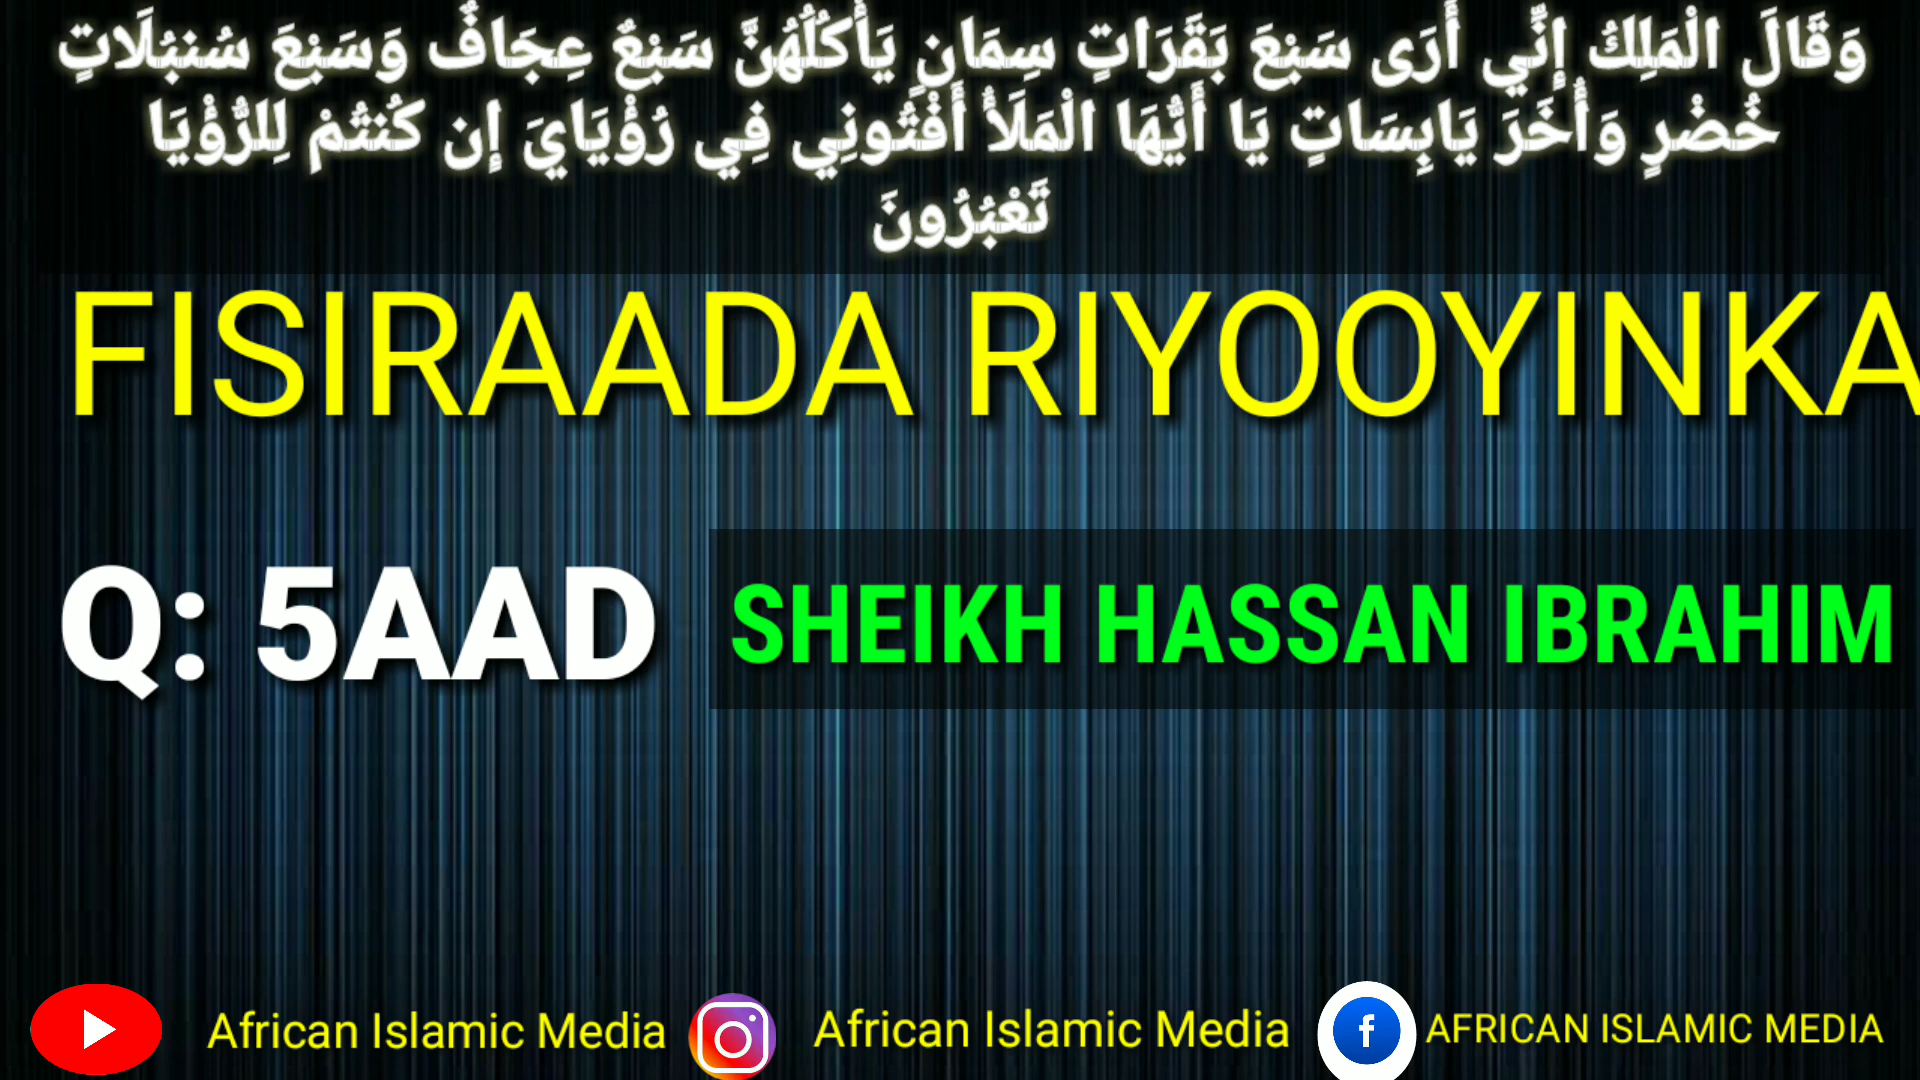 وَقَالَ الْمَلِكُ إِنِّي أَرَى سَبْعَ بَقَرَاتٍ سِمَانٍ يَأْكُلُهُنَّ سَبْعٌ عِجَافٌ وَسَبْعَ سُنبُلَاتٍ
خُضْرٍ وَأُخَرَ يَابِسَاتٍ يَا أَيُّهَا الْمَلَأُ أَفْتُونِي فِي رُؤْيَايَ إِن كُنتُمْ لِلرُّؤْيَا
تَعْبُرُونَ
FISIRAADA RIYOOYINKA
Q: 5AAD
SHEIKH HASSAN IBRAHIM
African Islamic Media
African Islamic Media
AFRICAN ISLAMIC MEDIA